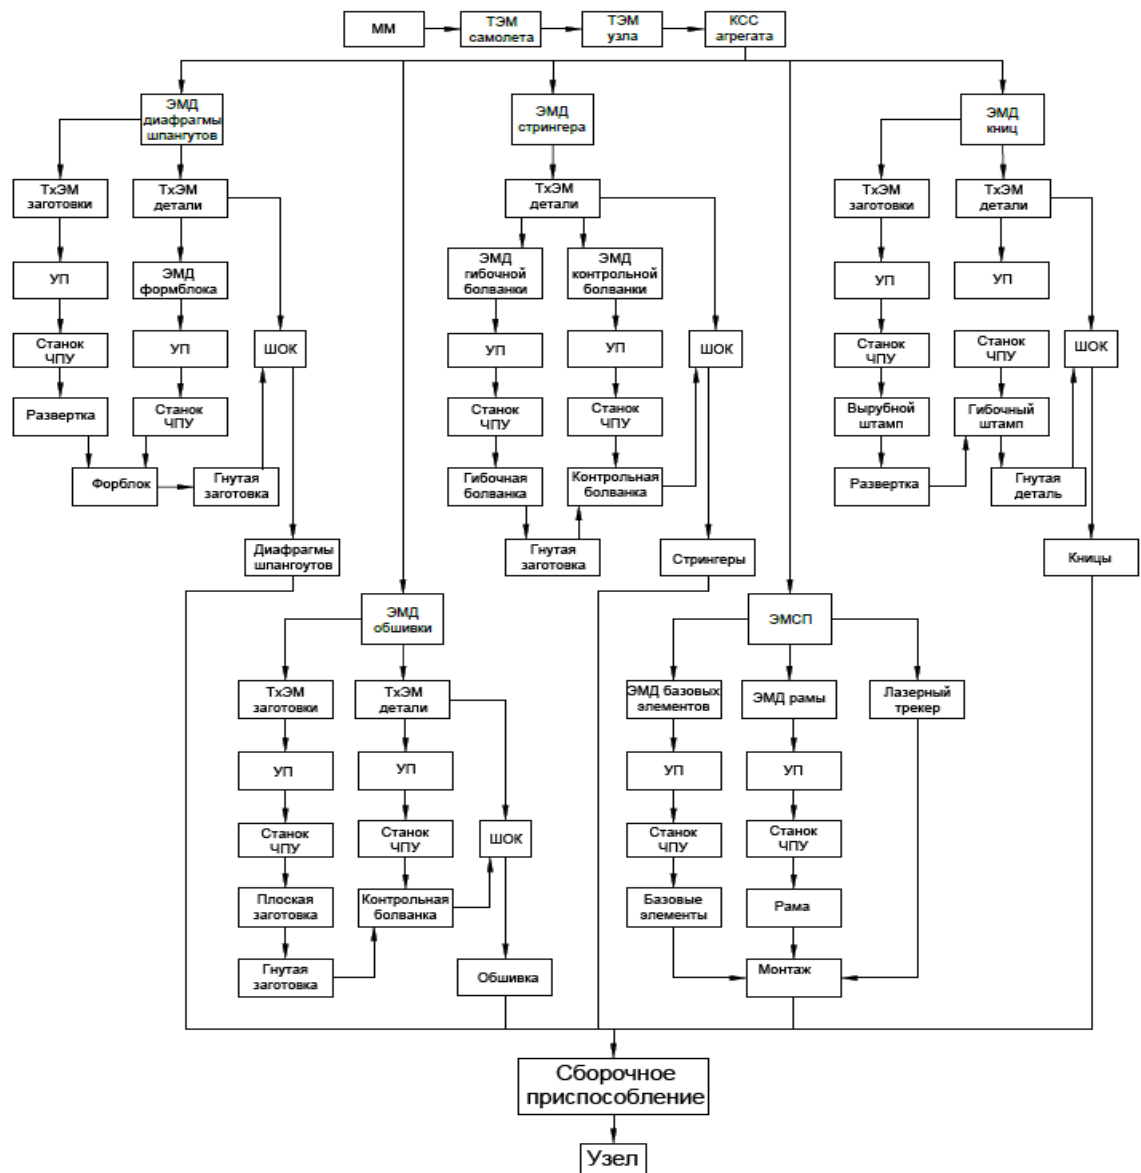 ММ
ТЭМ
самолета
ТЭМ
узла
КСС
агрегата
ЭМД
диафрагмы
шпангутов
ЭМД
стрингера
ЭМД
книц
ТхЭМ
заготовки
ТхЭМ
детали
ТхЭМ
детали
ТхЭМ
заготовки
ТхЭМ
детали
УП
ЭМД
формблока
ЭМД
гибочной
болванки
ЭМД
контрольной
болванки
УП
УП
Станок
ЧПУ
УП
ШОК
УП
УП
ШОК
Станок
ЧПУ
Станок
ЧПУ
ШОК
Развертка
Станок
ЧПУ
Станок
ЧПУ
Станок
ЧПУ
Вырубной
штамп
Гибочный
штамп
Форблок
Гнутая
заготовка
Гибочная
болванка
Контрольная
болванка
Развертка
Гнутая
деталь
Диафрагмы
шпангоутов
Гнутая
заготовка
Стрингеры
Кницы
ЭМД
обшивки
ЭМСП
ТхЭМ
заготовки
ТхЭМ
детали
ЭМД базовых
элементов
ЭМД рамы
Лазерный
трекер
УП
УП
УП
УП
Станок
ЧПУ
Станок
ЧПУ
ШОК
Станок
ЧПУ
Станок
ЧПУ
Плоская
заготовка
Контрольная
болванка
Базовые
элементы
Рама
Гнутая
заготовка
Обшивка
Монтаж
Сборочное
приспособление
Узел